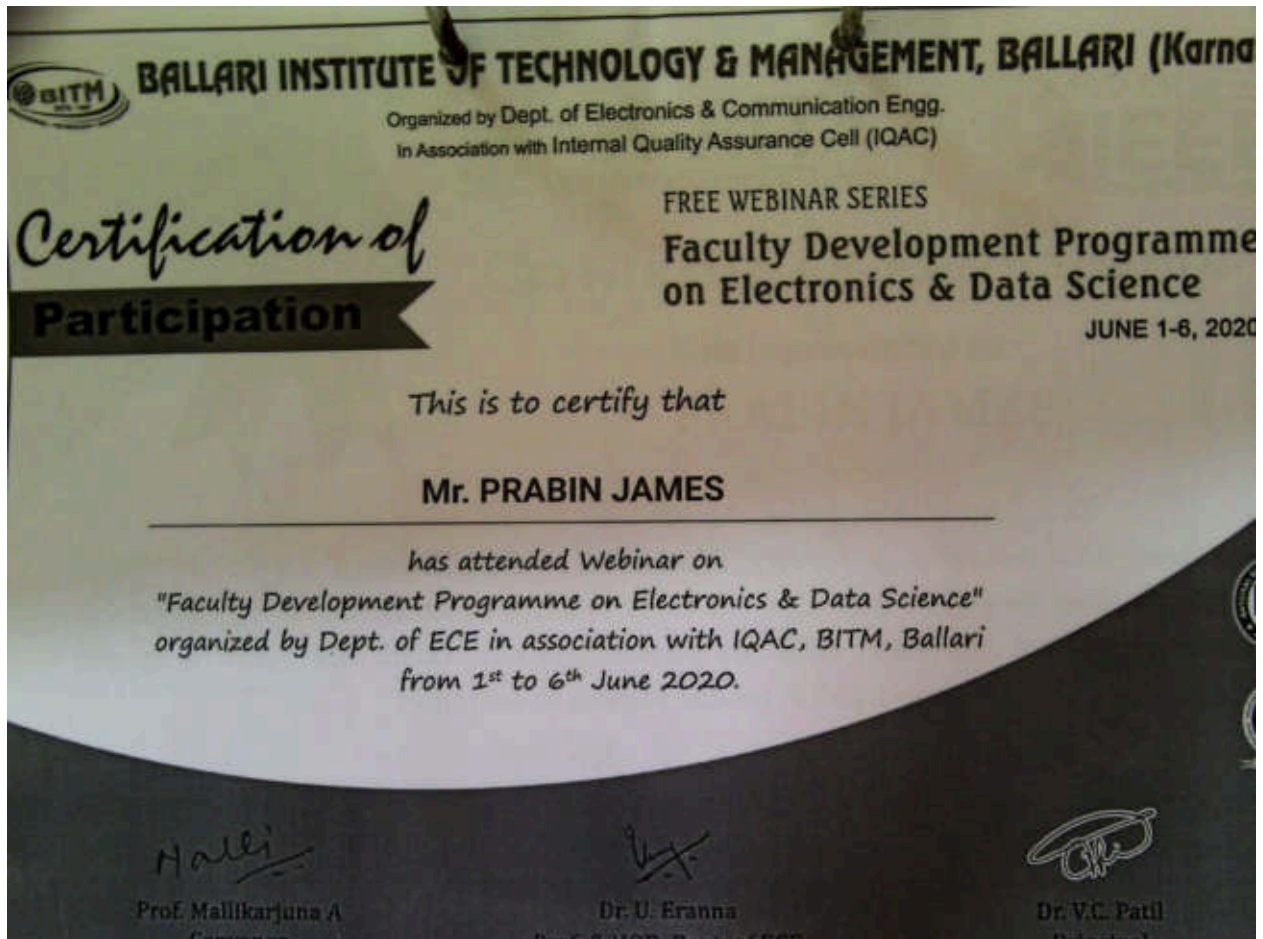 BITM
BALLARI INSTITUTE OF TECHNOLOGY & MANAGEMENT, BALLARI (Karna
Organized by Dept. of Electronics & Communication Engg.
In Association with Internal Quality Assurance Cell (IQAC)
Certification of
Participation
FREE WEBINAR SERIES
Faculty Development Programme
on Electronics & Data Science
JUNE 1-6, 2020
This is to certify that
Mr. PRABIN JAMES
has attended Webinar on
"Faculty Development Programme on Electronics & Data Science"
organized by Dept. of ECE in association with IQAC, BITM, Ballari
from 1st to 6th June 2020.
Malli
Prof. Mallikarjuna A
Dr. U. Eranna
Dr. V.C. Patil